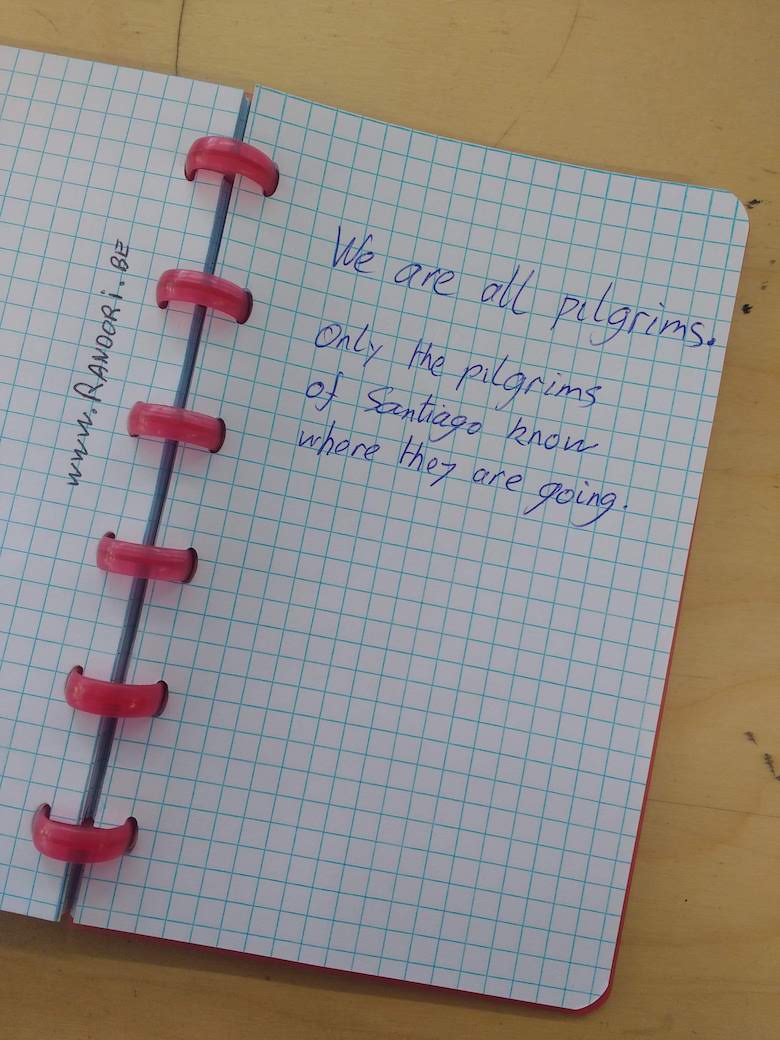 www.RANDORI.BE
We are all pilgrims.
Only the pilgrims
of Santiago know
where they are going.